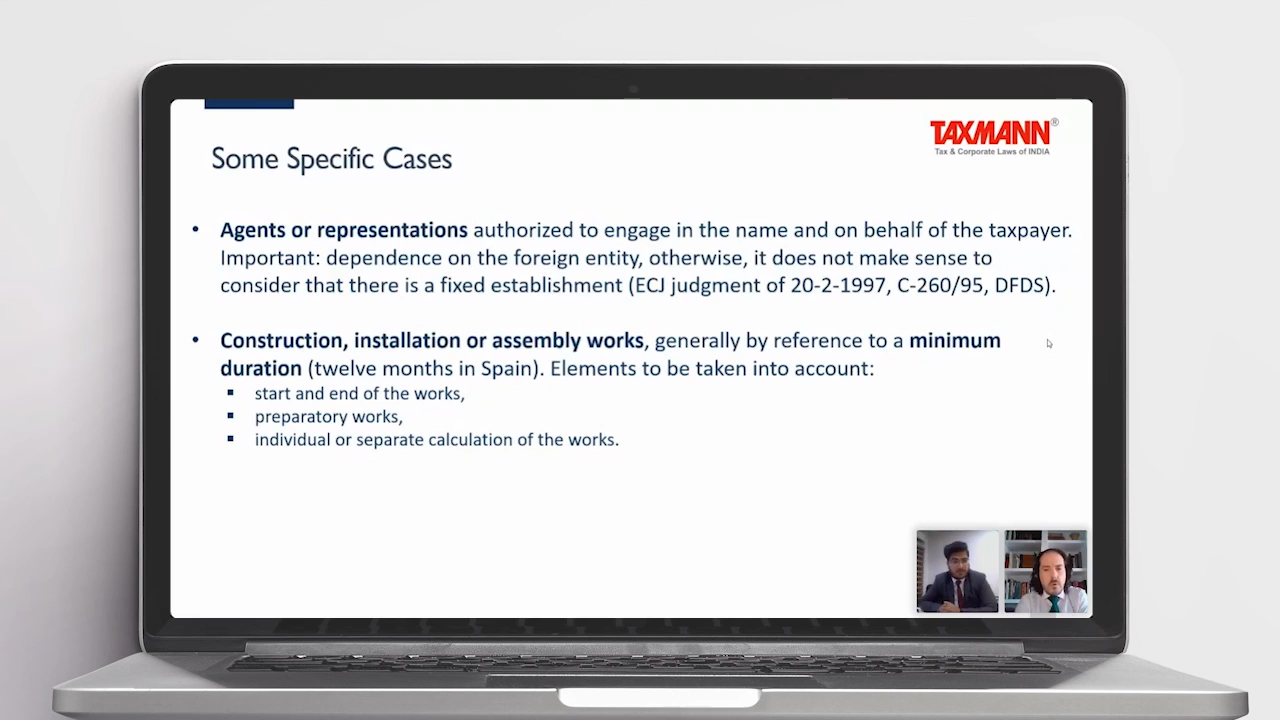 TAXMANN®
Tax & Corporate Laws of INDIA
Some Specific Cases
• Agents or representations authorized to engage in the name and on behalf of the taxpayer.
Important: dependence on the foreign entity, otherwise, it does not make sense to
consider that there is a fixed establishment (ECJ judgment of 20-2-1997, C-260/95, DFDS).
• Construction, installation or assembly works, generally by reference to a minimum
duration (twelve months in Spain). Elements to be taken into account:
▪ start and end of the works,
▪ preparatory works,
▪ individual or separate calculation of the works.